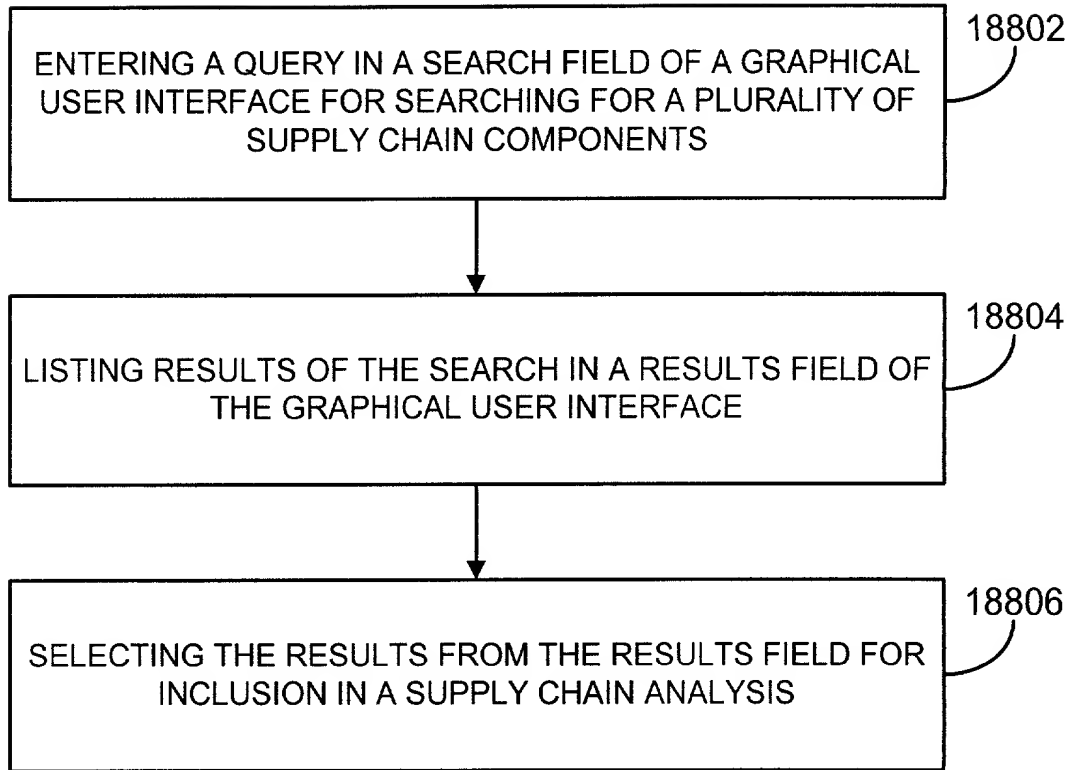 18802
ENTERING A QUERY IN A SEARCH FIELD OF A GRAPHICAL
USER INTERFACE FOR SEARCHING FOR A PLURALITY OF
SUPPLY CHAIN COMPONENTS
18804
LISTING RESULTS OF THE SEARCH IN A RESULTS FIELD OF
THE GRAPHICAL USER INTERFACE
18806
SELECTING THE RESULTS FROM THE RESULTS FIELD FOR
INCLUSION IN A SUPPLY CHAIN ANALYSIS